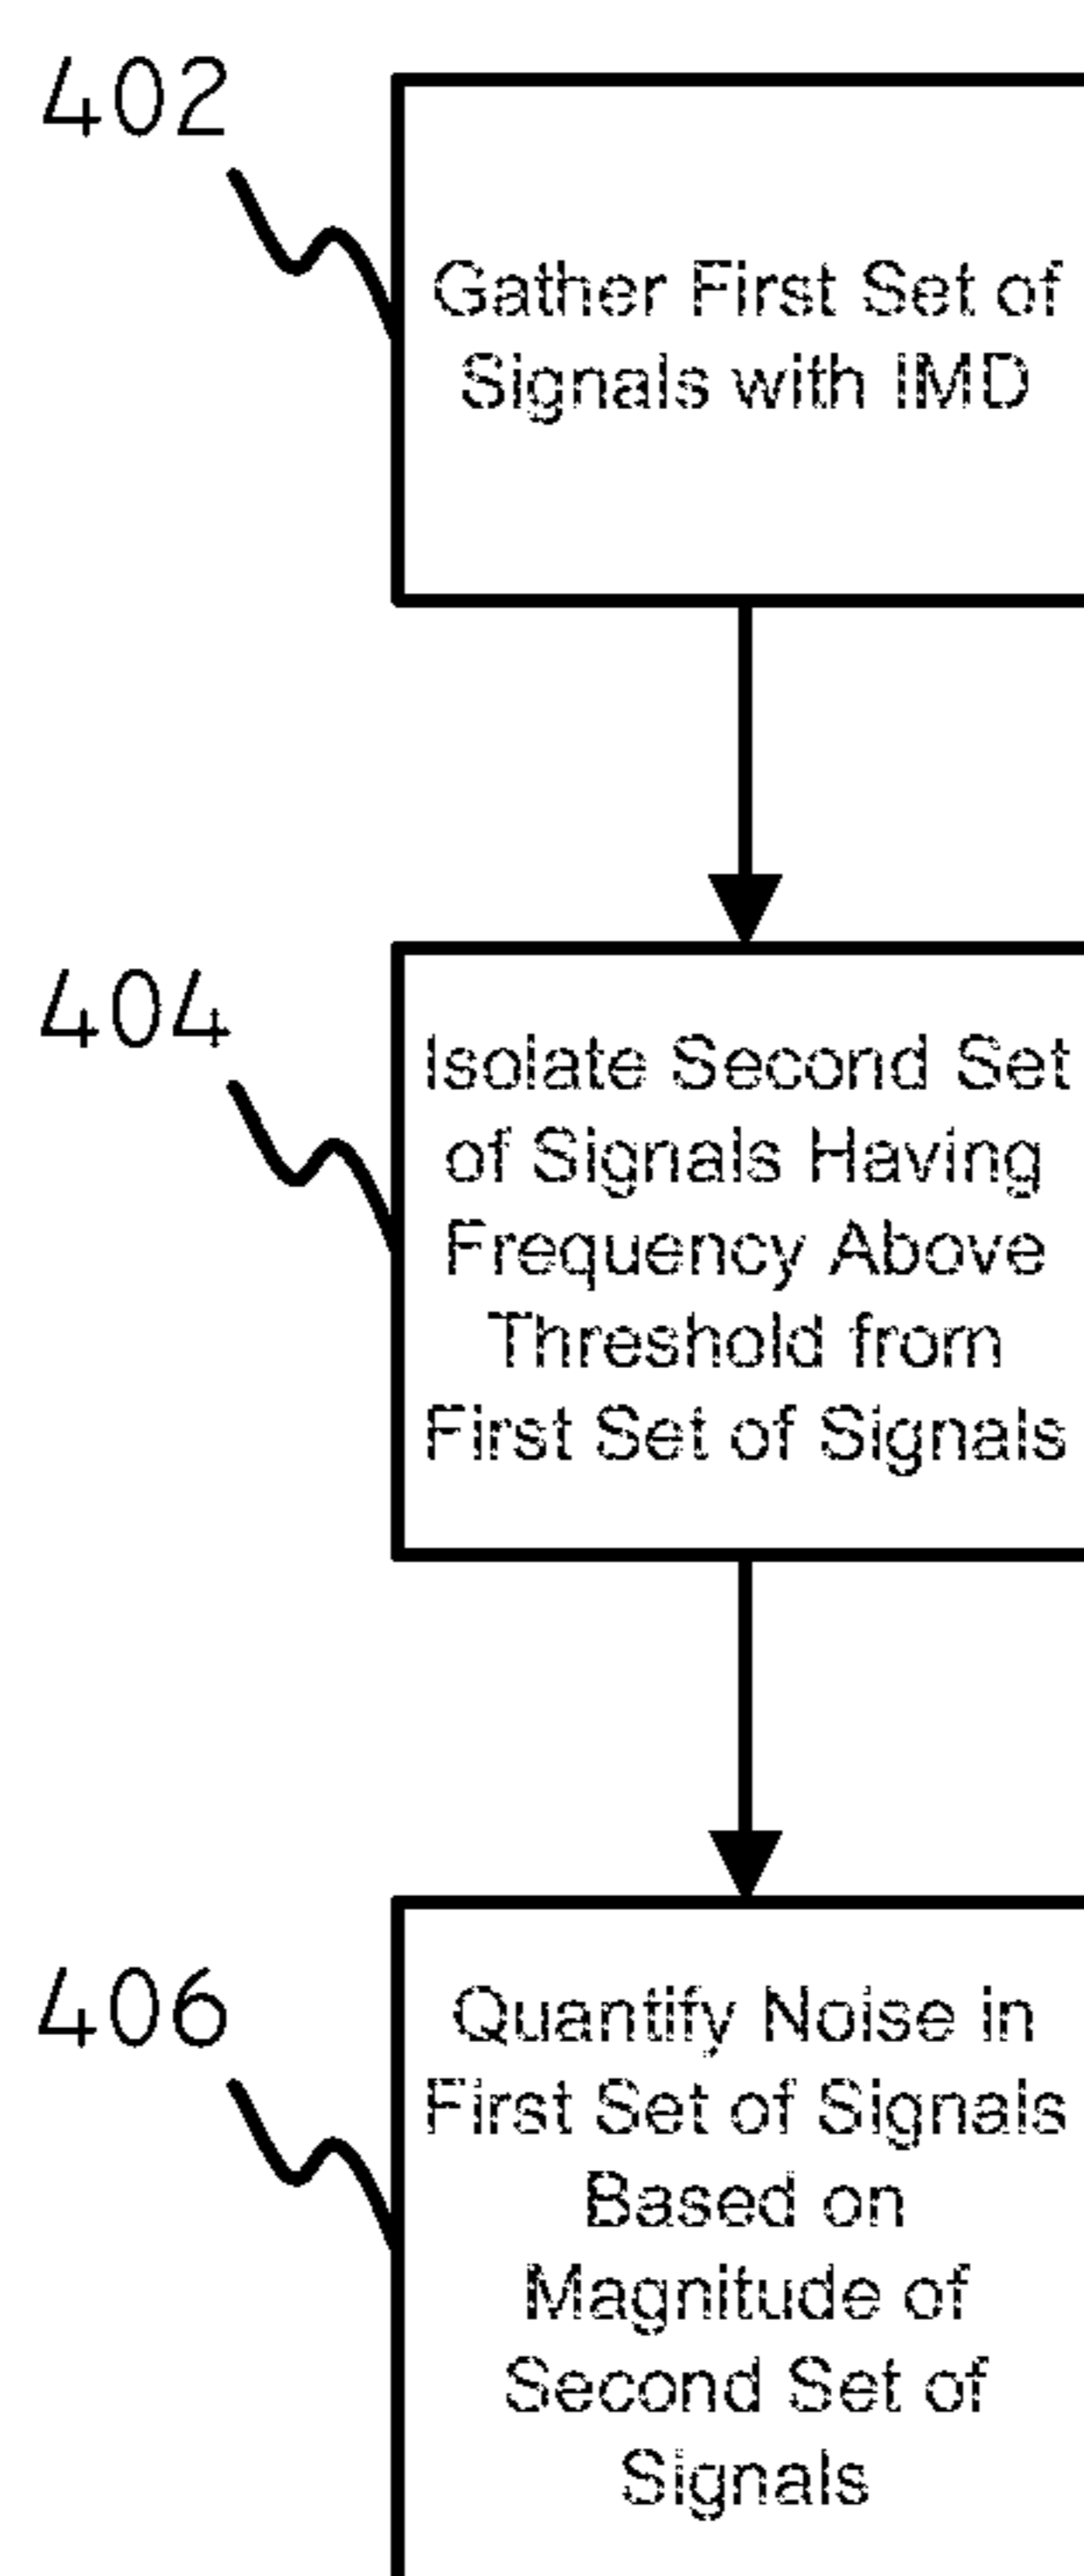 402
Gather First Set of
Signals with IMD
404
Isolate Second Set
of Signals Having
Frequency Above
Threshold from
First Set of Signals
406
Quantify Noise in
First Set of Signals
Based on
Magnitude of
Second Set of
Signals